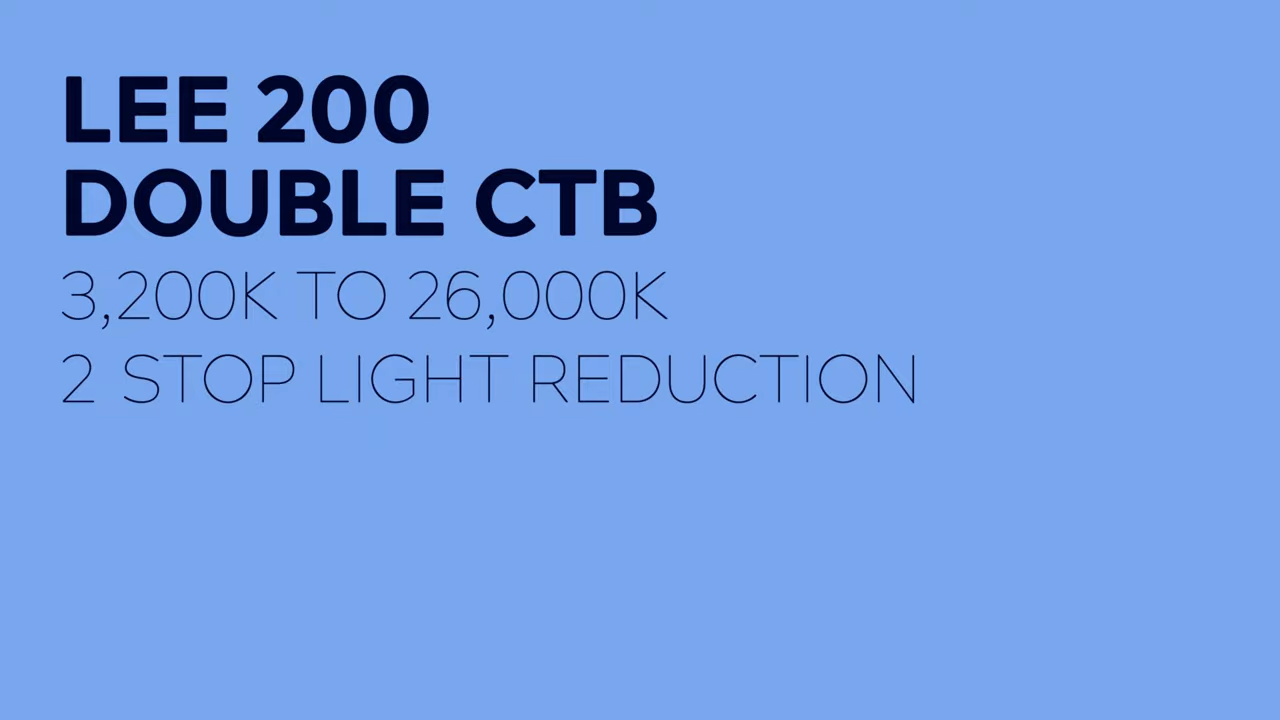 LEE 200
DOUBLE CTB
3,200K TO 26,000K
2 STOP LIGHT REDUCTION